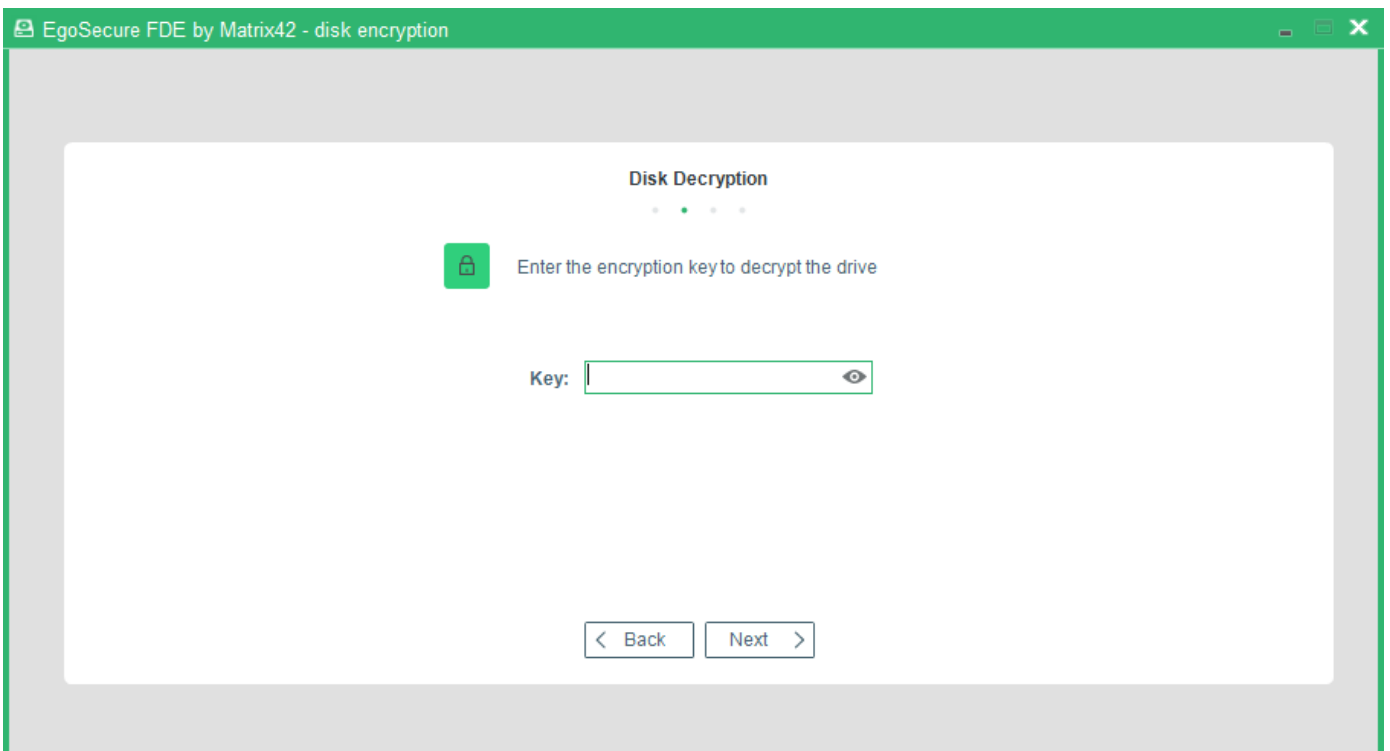 EgoSecure FDE by Matrix42 - disk encryption
Disk Decryption
Enter the encryption key to decrypt the drive
Key:
Back
Next